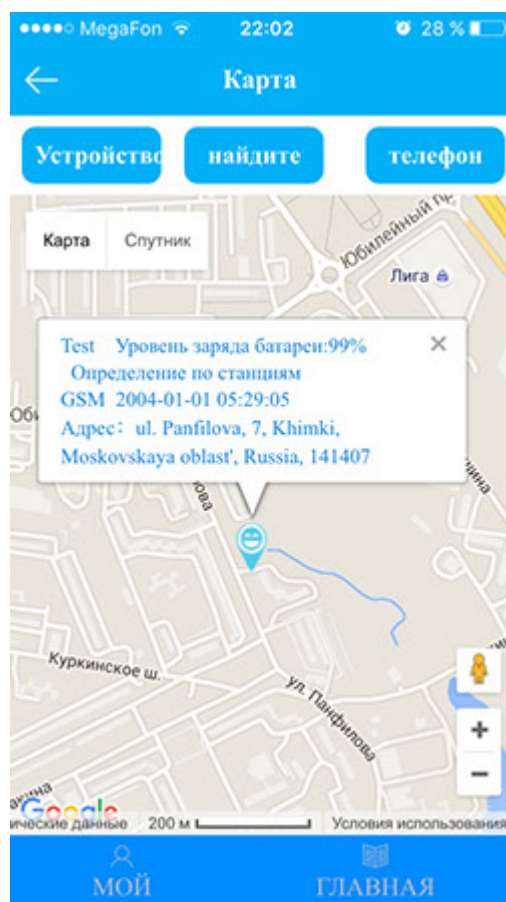 MegaFon 22:02 28 %
Карта
Устройство найдите телефон
Карта Спутник
Юбилейный пр.
Лига
Test Уровень заряда батареи:99%
Определение по станциям
GSM 2004-01-01 05:29:05
Адрес: ul. Panfilova, 7, Khimki,
Moskovskaya oblast', Russia, 141407
Куркинское ш.
ул. Панфилова
Google
ические данные 200 м Условия использования
МОЙ ГЛАВНАЯ